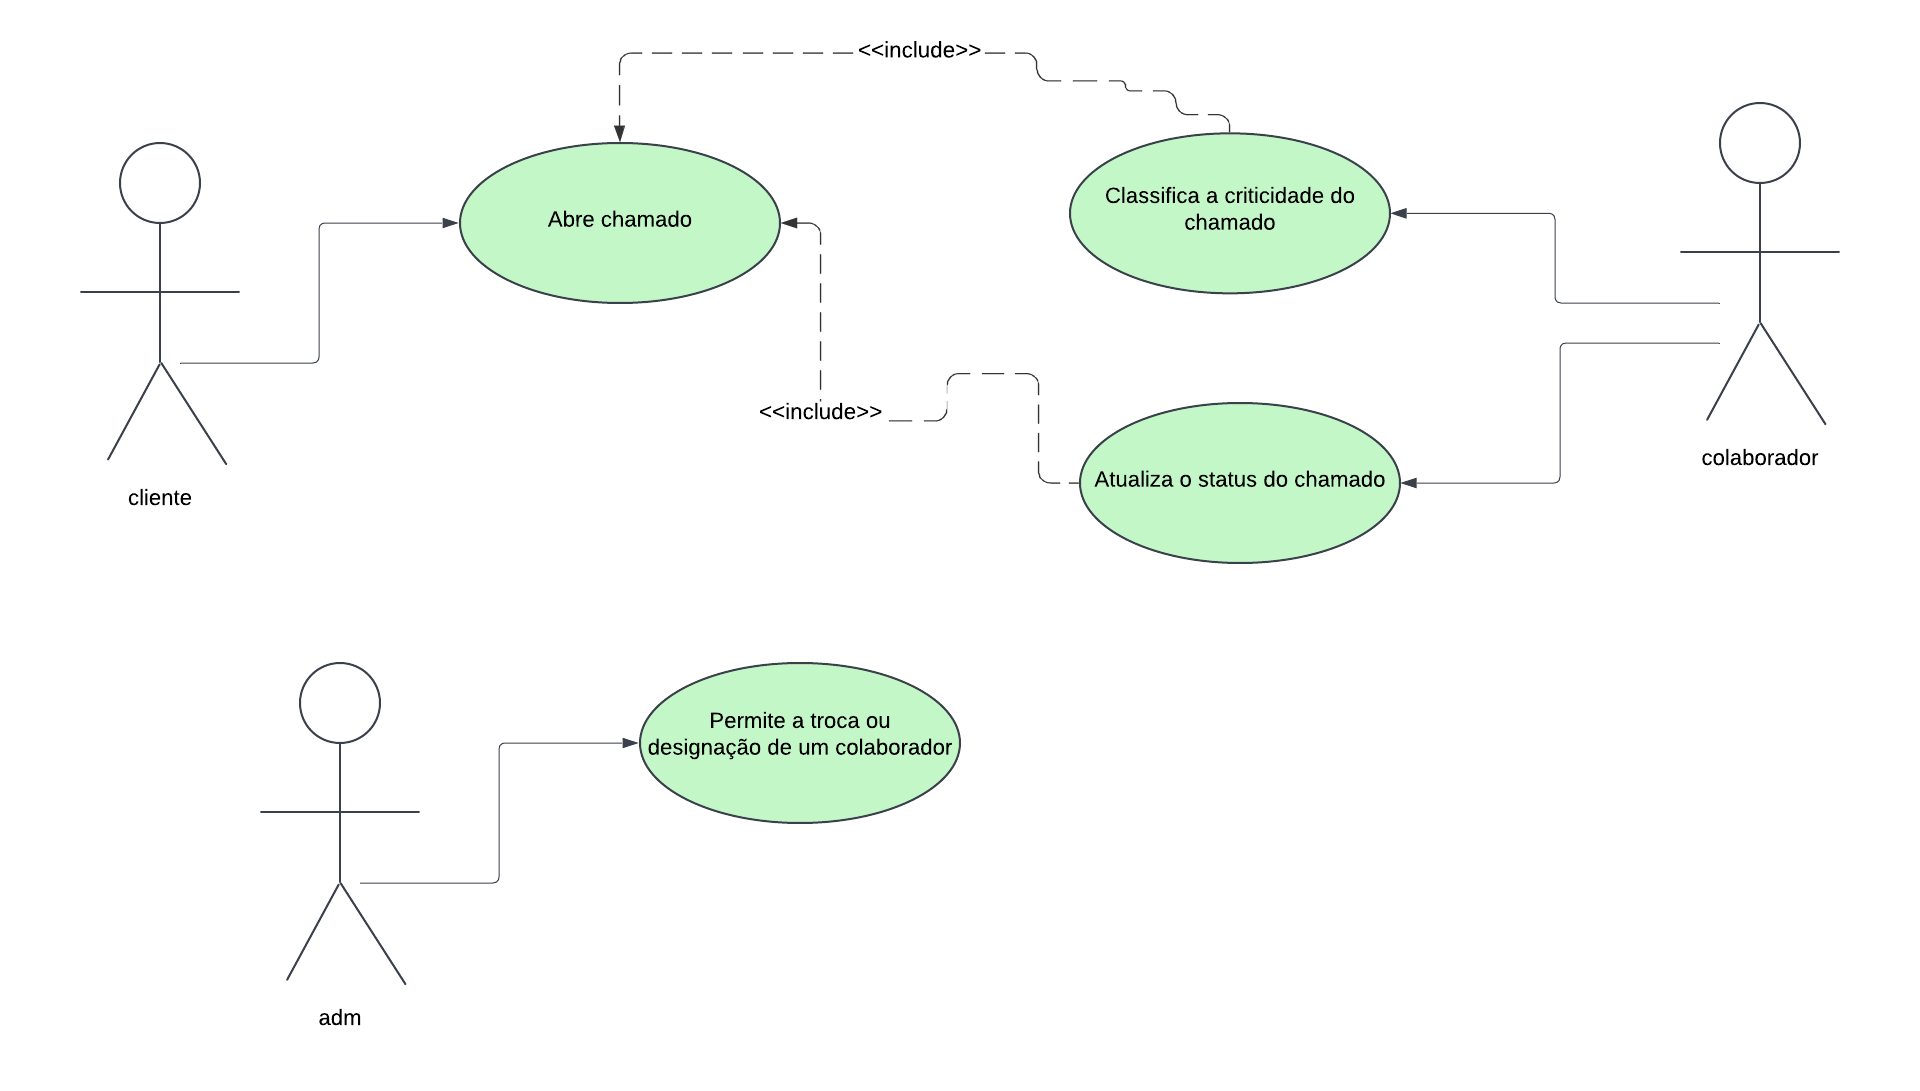 <<include>>
Abre chamado
Classifica a criticidade do
chamado
<<include>>
Atualiza o status do chamado
colaborador
cliente
Permite a troca ou
designação de um colaborador
adm